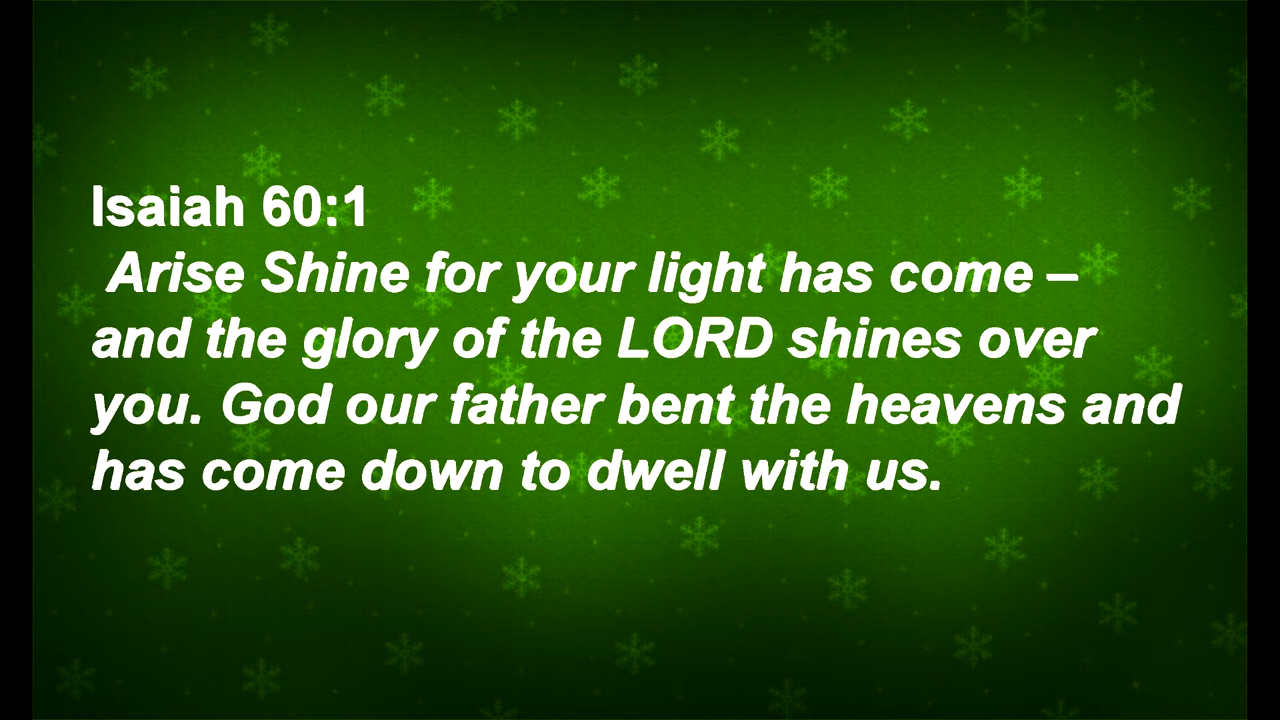 Isaiah 60:1
Arise Shine for your light has come –
and the glory of the LORD shines over
you. God our father bent the heavens and
has come down to dwell with us.